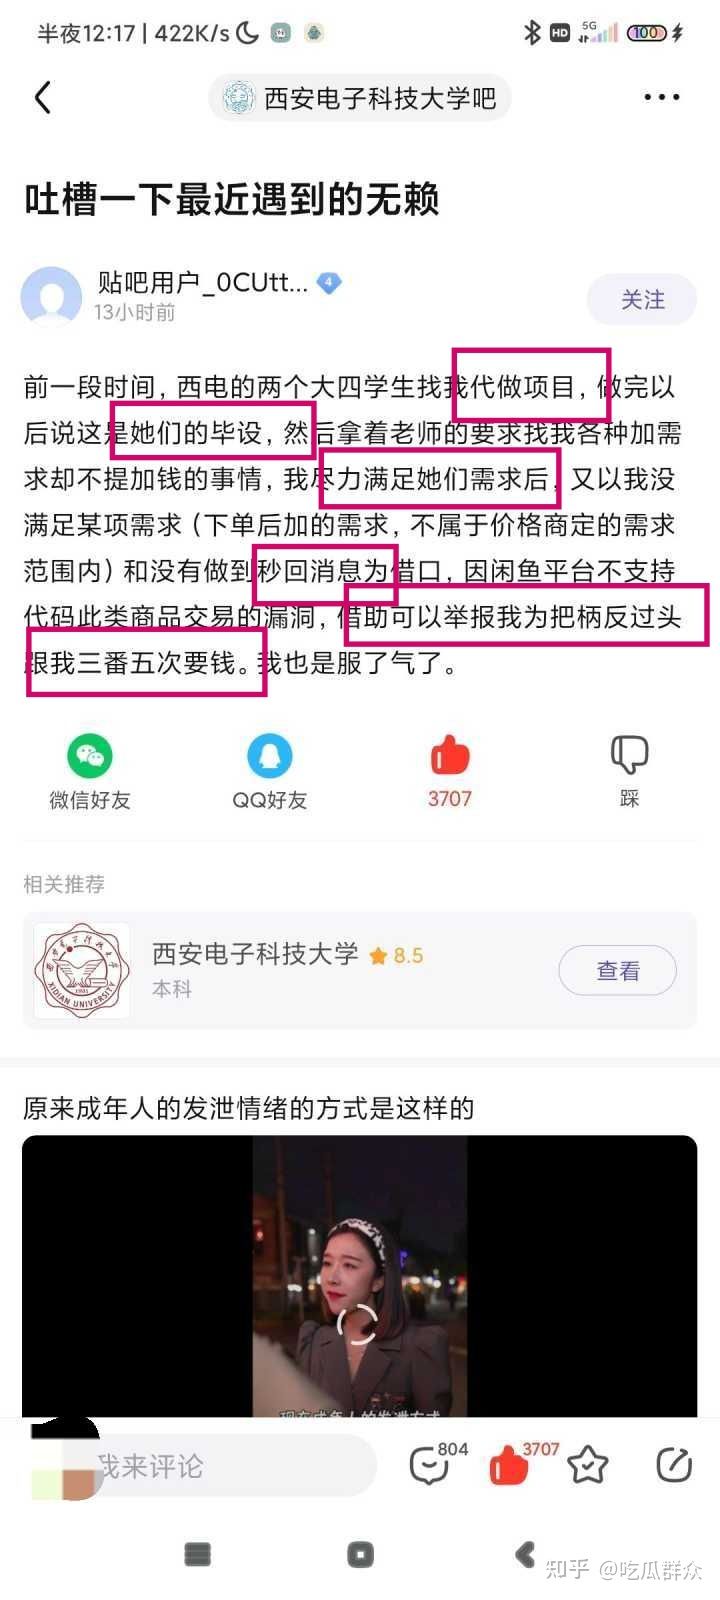 半夜12:17 | 422K/s
HD 5G 100
西安电子科技大学吧
吐槽一下最近遇到的无赖
贴吧用户_0CUtt... 4
13小时前
关注
前一段时间，西电的两个大四学生找我代做项目，做完以
后说这是她们的毕设，然后拿着老师的要求找我各种加需
求却不提加钱的事情，我尽力满足她们需求后，又以我没
满足某项需求（下单后加的需求，不属于价格商定的需求
范围内）和没有做到秒回消息为借口，因闲鱼平台不支持
代码此类商品交易的漏洞，借助可以举报我为把柄反过头
跟我三番五次要钱。我也是服了气了。
微信好友 QQ好友 3707 踩
相关推荐
西安电子科技大学 8.5
本科
查看
XIDIAN UNIVERSITY
原来成年人的发泄情绪的方式是这样的
现在成年人的发泄方式
我来评论 804 3707
知乎 @吃瓜群众